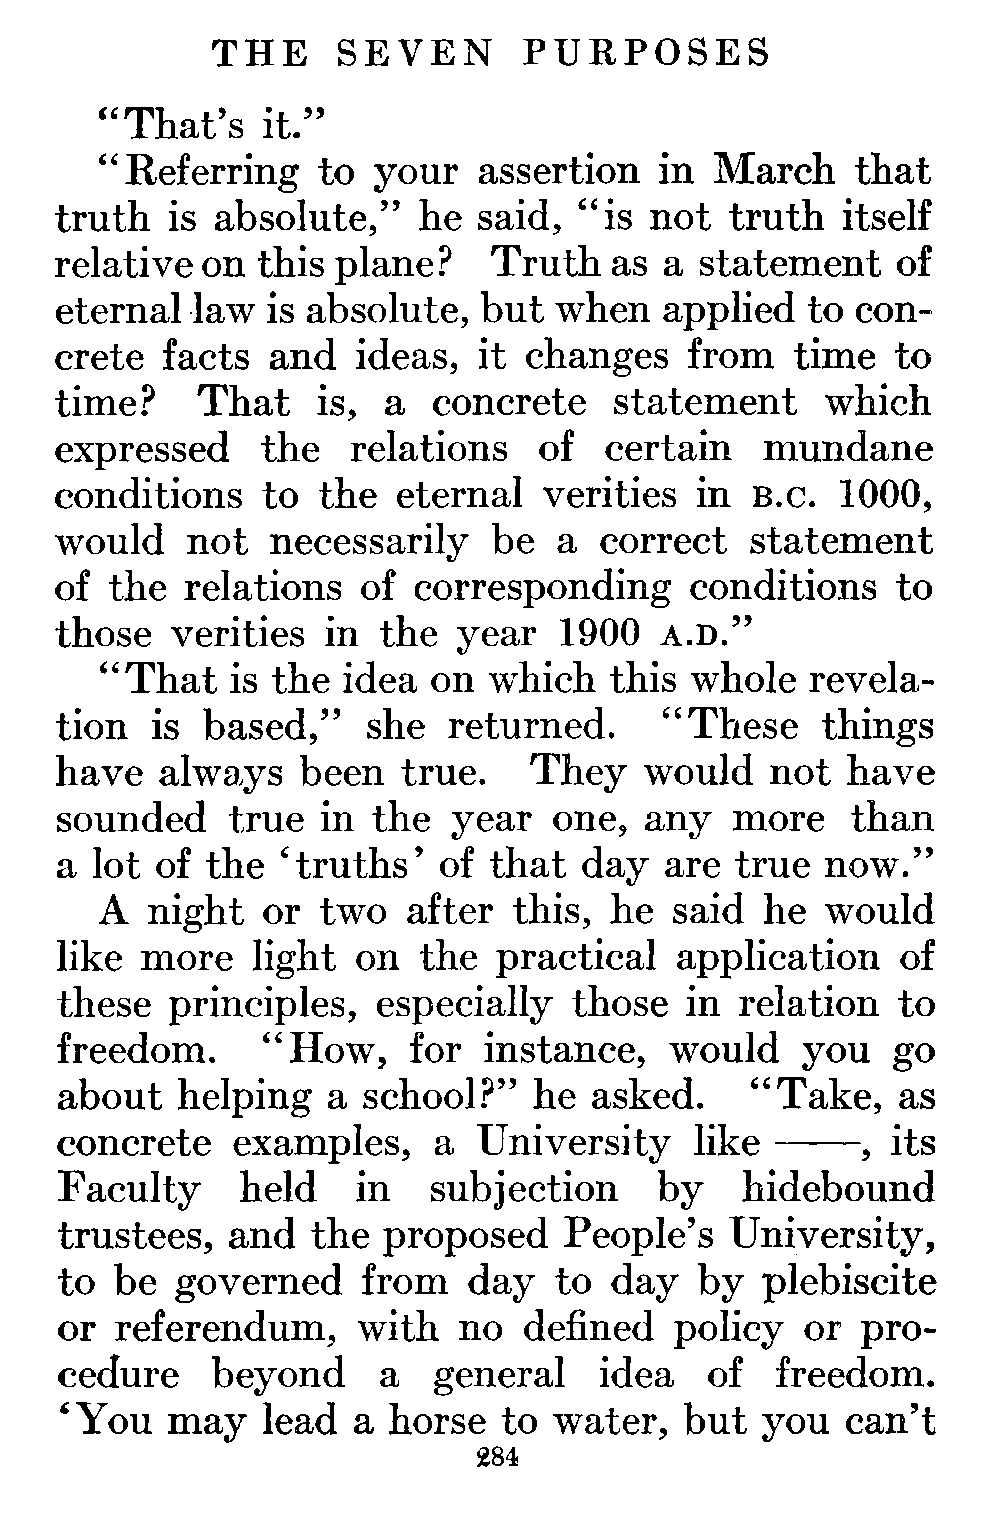 THE SEVEN PURPOSES
“That’s it.”
“Referring to your assertion in March that
truth is absolute,” he said, “is not truth itself
relative on this plane? Truth as a statement of
eternal law is absolute, but when applied to con-
crete facts and ideas, it changes from time to
time? That is, a concrete statement which
expressed the relations of certain mundane
conditions to the eternal verities in B.C. 1000,
would not necessarily be a correct statement
of the relations of corresponding conditions to
those verities in the year 1900 A.D.”
“That is the idea on which this whole revela-
tion is based,” she returned. “These things
have always been true. They would not have
sounded true in the year one, any more than
a lot of the ‘truths’ of that day are true now.”
A night or two after this, he said he would
like more light on the practical application of
these principles, especially those in relation to
freedom. “How, for instance, would you go
about helping a school?” he asked. “Take, as
concrete examples, a University like ——, its
Faculty held in subjection by hidebound
trustees, and the proposed People’s University,
to be governed from day to day by plebiscite
or referendum, with no defined policy or pro-
cedure beyond a general idea of freedom.
‘You may lead a horse to water, but you can’t
284